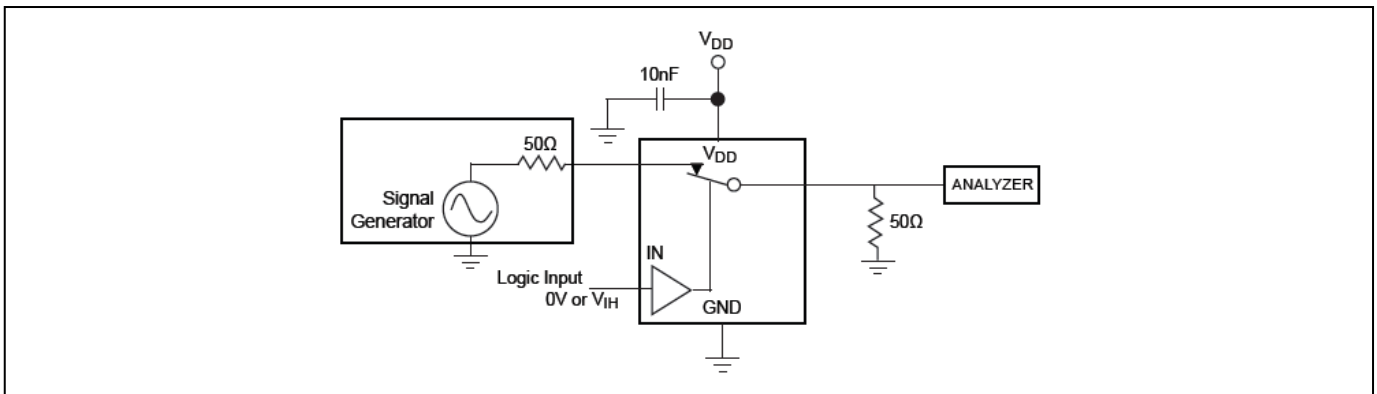 VDD
10nF
50Ω
VDD
Signal
Generator
ANALYZER
50Ω
IN
Logic Input
0V or VIH
GND